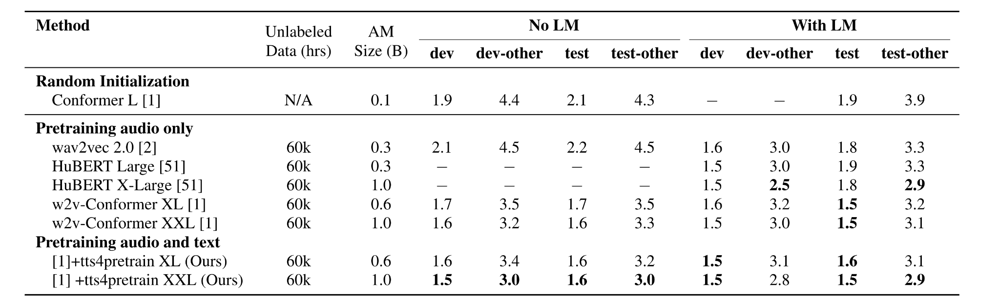 Method Unlabeled Data (hrs) AM Size (B) No LM With LM
dev dev-other test test-other dev dev-other test test-other
Random Initialization
Conformer L [1] N/A 0.1 1.9 4.4 2.1 4.3 – – 1.9 3.9
Pretraining audio only
wav2vec 2.0 [2] 60k 0.3 2.1 4.5 2.2 4.5 1.6 3.0 1.8 3.3
HuBERT Large [51] 60k 0.3 – – – – 1.5 3.0 1.9 3.3
HuBERT X-Large [51] 60k 1.0 – – – – 1.5 2.5 1.8 2.9
w2v-Conformer XL [1] 60k 0.6 1.7 3.5 1.7 3.5 1.6 3.2 1.5 3.2
w2v-Conformer XXL [1] 60k 1.0 1.6 3.2 1.6 3.3 1.5 3.0 1.5 3.1
Pretraining audio and text
[1]+tts4pretrain XL (Ours) 60k 0.6 1.6 3.4 1.6 3.2 1.5 3.1 1.6 3.1
[1] +tts4pretrain XXL (Ours) 60k 1.0 1.5 3.0 1.6 3.0 1.5 2.8 1.5 2.9